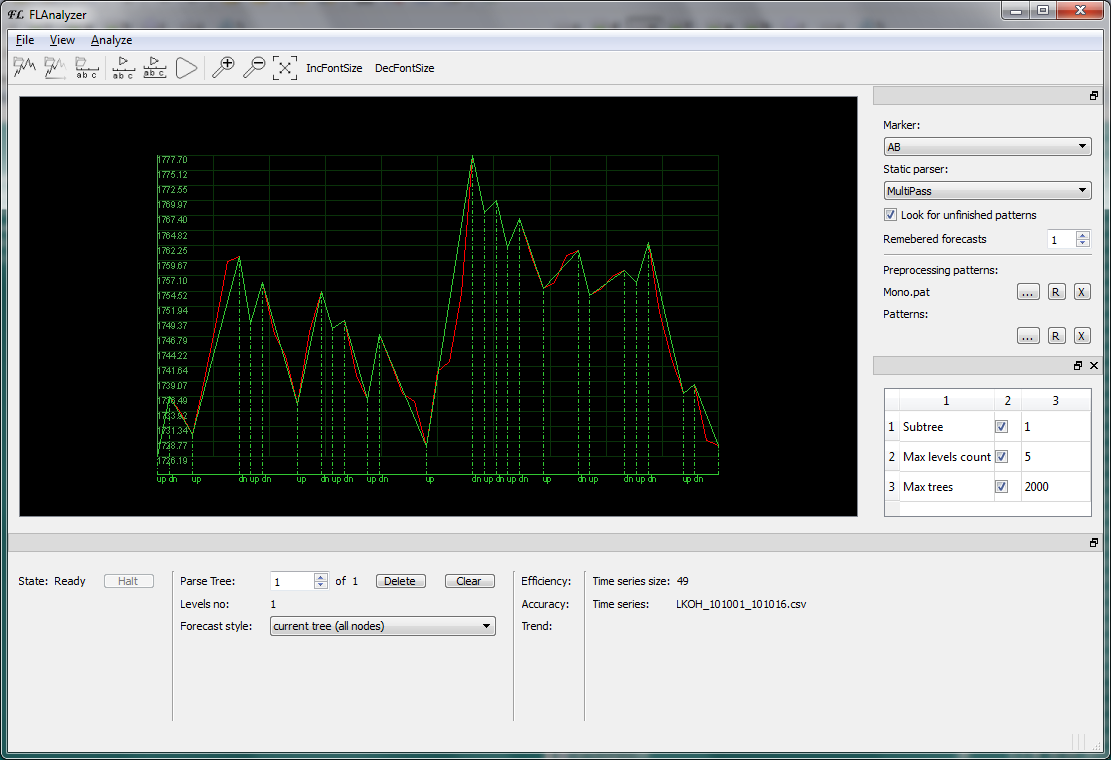 FL FLAnalyzer
File View Analyze
ab c ab c ab c IncFontSize DecFontSize
1777.70
1775.12
1772.55
1769.97
1767.40
1764.82
1762.25
1759.67
1757.10
1754.52
1751.94
1749.37
1746.79
1744.22
1741.64
1739.07
1736.49
1733.92
1731.34
1728.77
1726.19
up dn up dn up dn up dn up dn up dn up dn up dn up dn up dn up dn up dn up dn
Marker:
AB
Static parser:
MultiPass
Look for unfinished patterns
Remebered forecasts 1
Preprocessing patterns:
Mono.pat ... R X
Patterns:
... R X
1 2 3
1 Subtree 1
2 Max levels count 5
3 Max trees 2000
State: Ready Halt
Parse Tree: 1 of 1 Delete Clear
Levels no: 1
Forecast style: current tree (all nodes)
Efficiency:
Accuracy:
Trend:
Time series size: 49
Time series: LKOH_101001_101016.csv